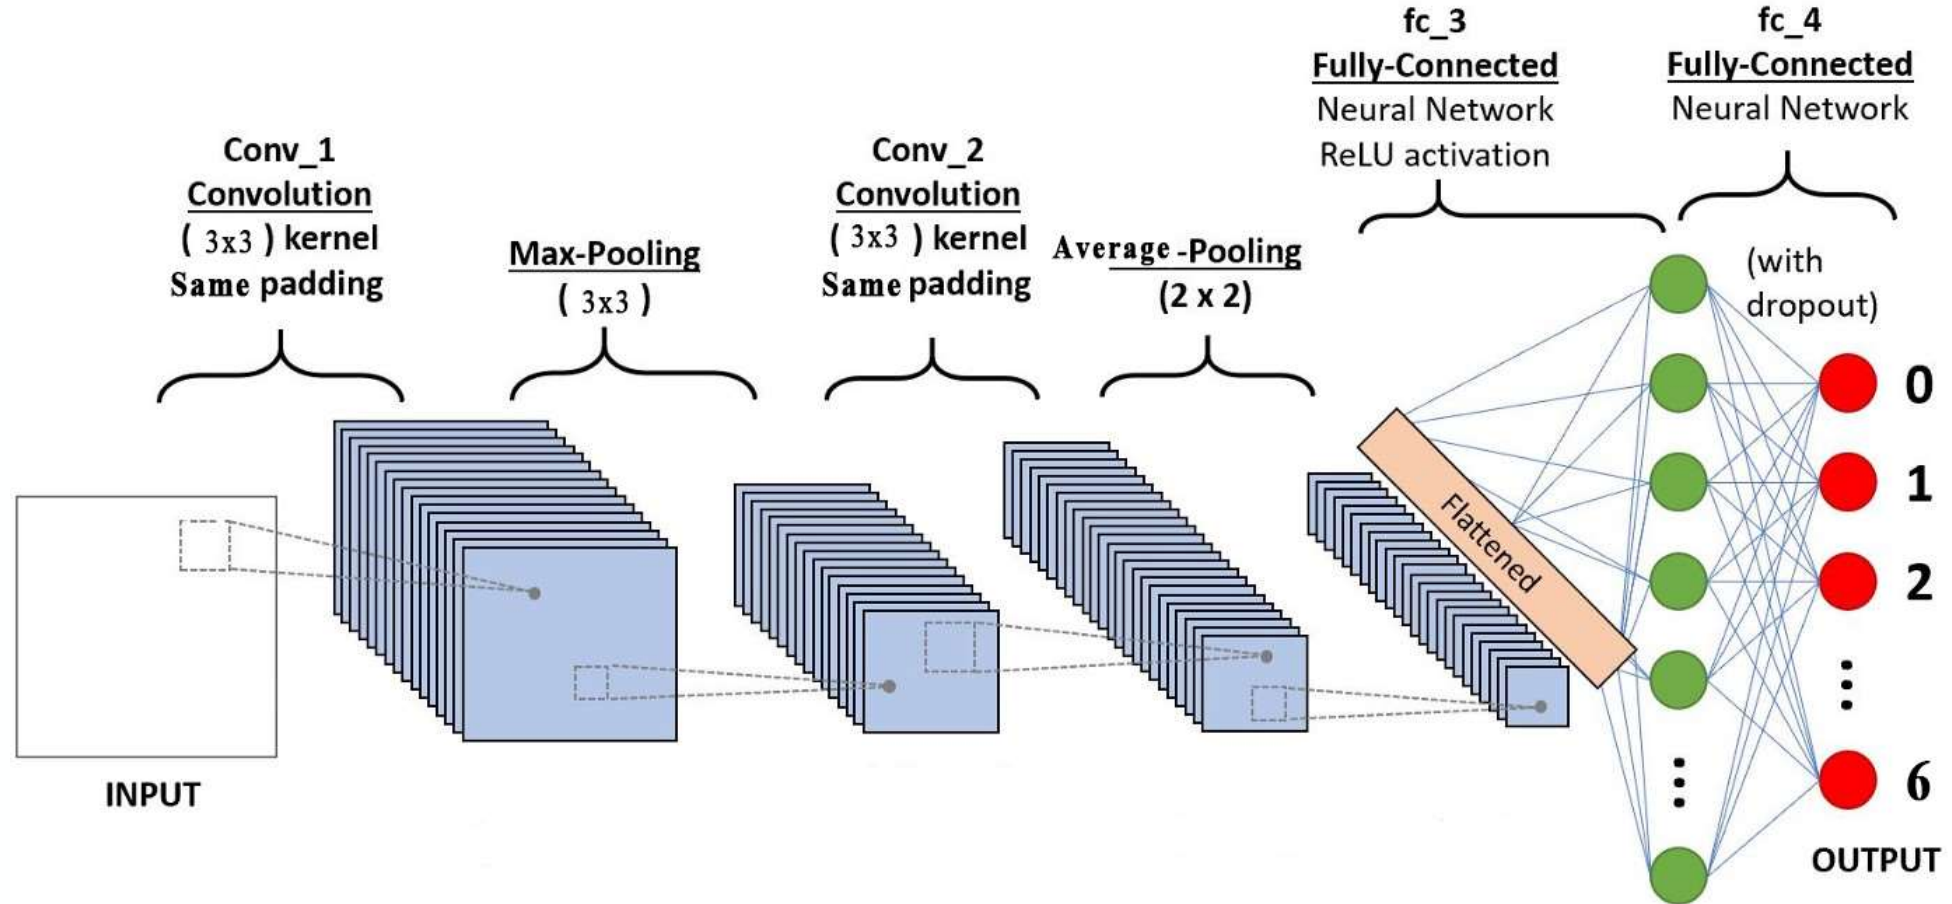 Conv_1
Convolution
( 3x3 ) kernel
Same padding
Max-Pooling
( 3x3 )
Conv_2
Convolution
( 3x3 ) kernel
Same padding
Average -Pooling
(2 x 2)
fc_3
Fully-Connected
Neural Network
ReLU activation
fc_4
Fully-Connected
Neural Network
(with
dropout)
Flattened
0
1
2
6
INPUT
OUTPUT